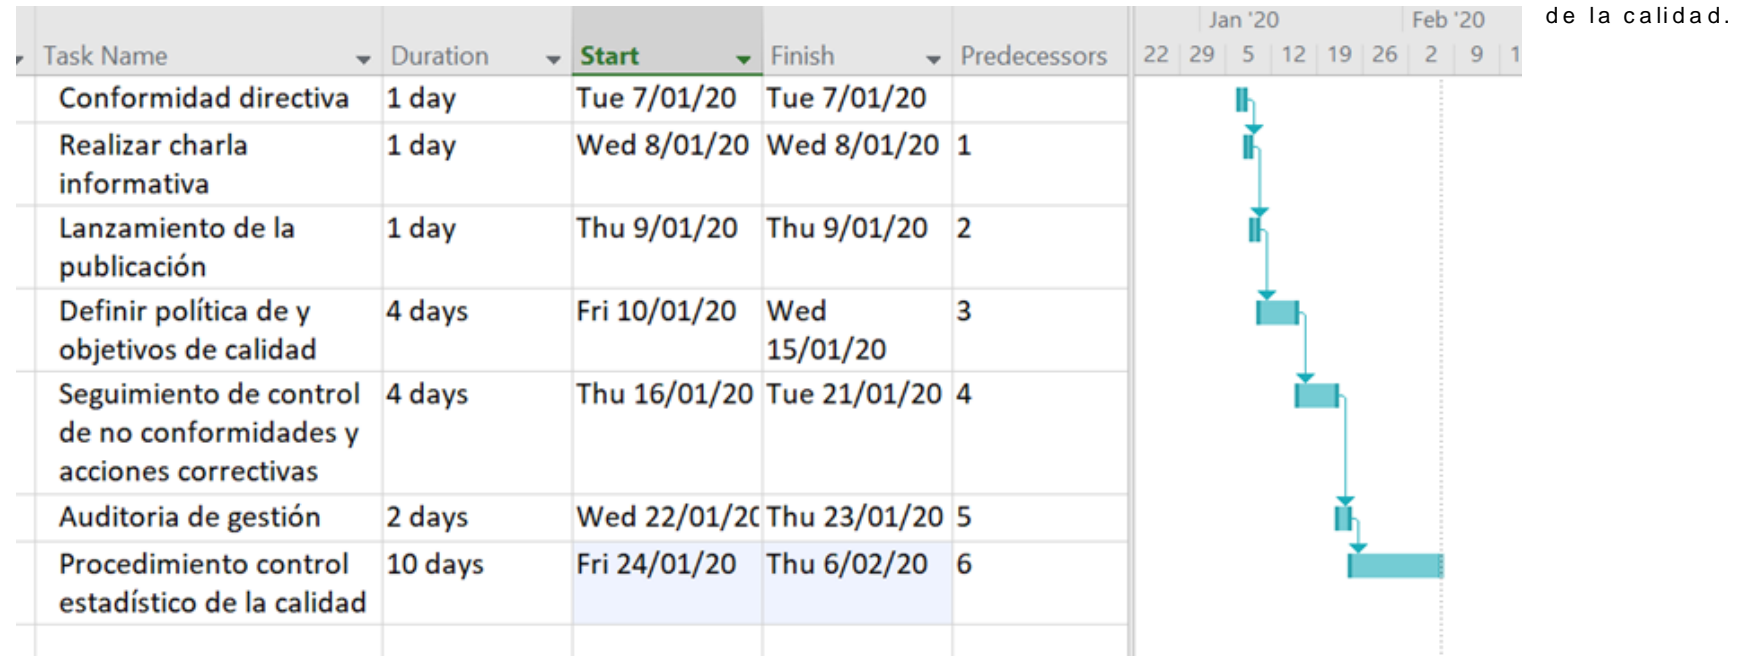 Jan '20 Feb '20 de la calidad.
Task Name Duration Start Finish Predecessors 22 29 5 12 19 26 2 9 1
Conformidad directiva 1 day Tue 7/01/20 Tue 7/01/20
Realizar charla 1 day Wed 8/01/20 Wed 8/01/20 1
informativa
Lanzamiento de la 1 day Thu 9/01/20 Thu 9/01/20 2
publicación
Definir política de y 4 days Fri 10/01/20 Wed 3
objetivos de calidad 15/01/20
Seguimiento de control 4 days Thu 16/01/20 Tue 21/01/20 4
de no conformidades y
acciones correctivas
Auditoria de gestión 2 days Wed 22/01/20 Thu 23/01/20 5
Procedimiento control 10 days Fri 24/01/20 Thu 6/02/20 6
estadístico de la calidad